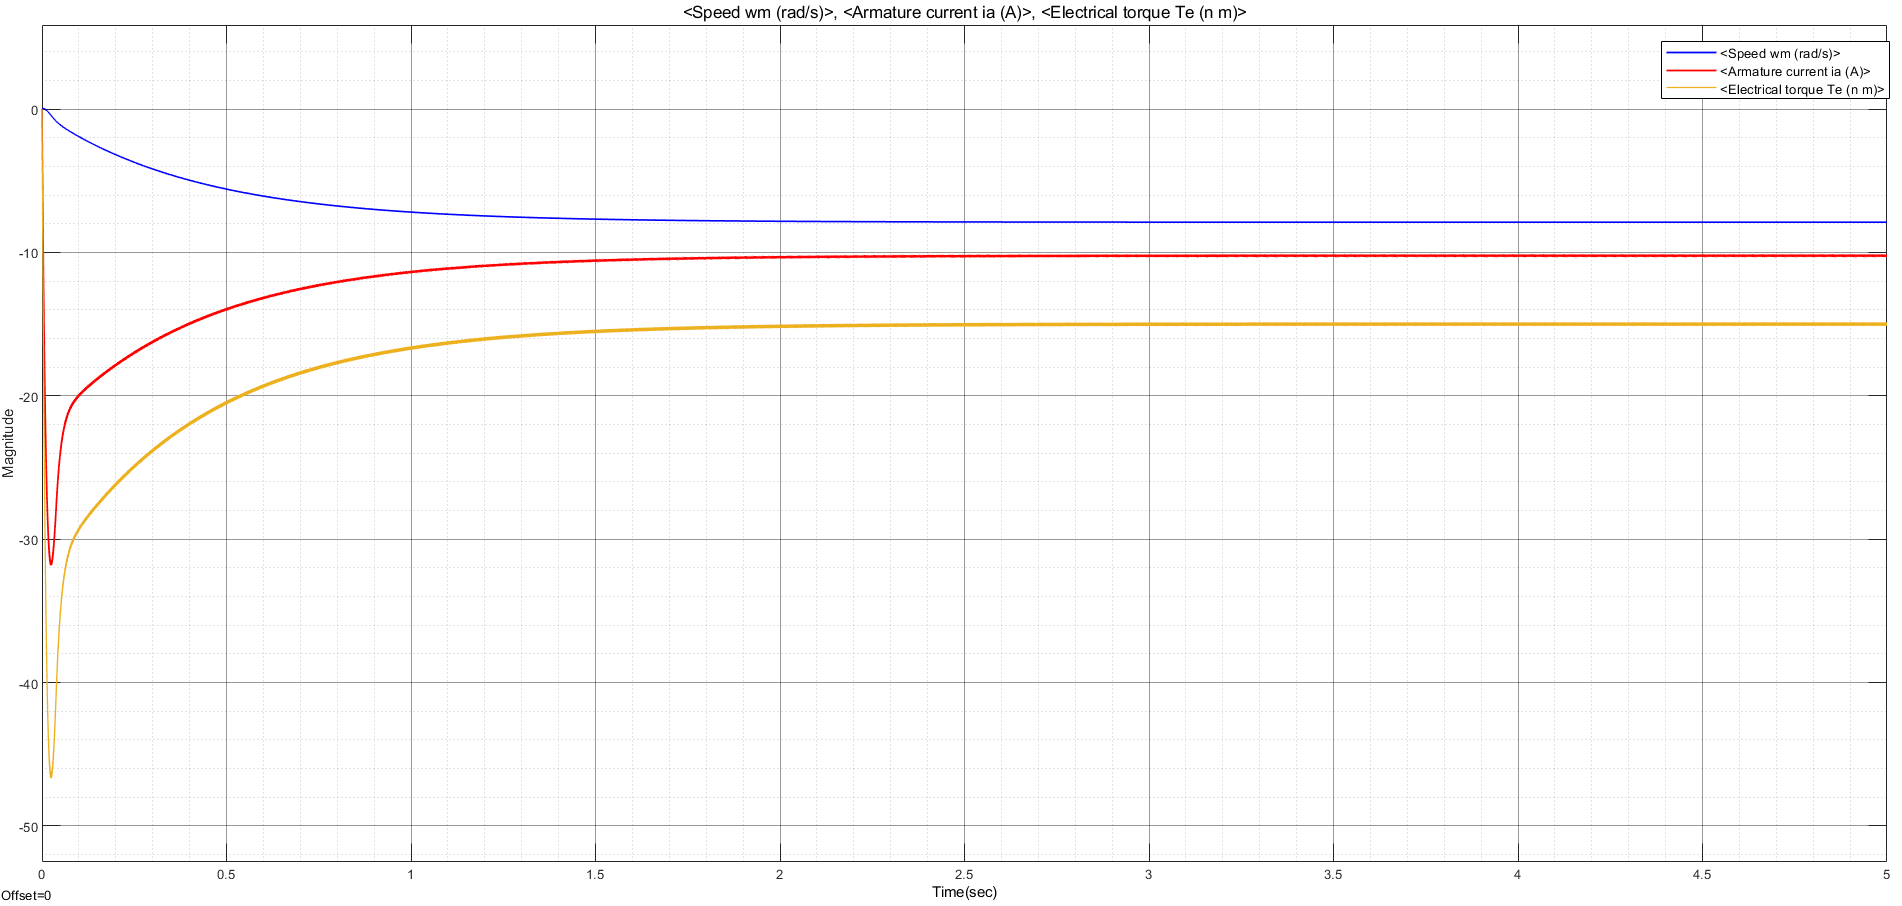 <Speed wm (rad/s)>, <Armature current ia (A)>, <Electrical torque Te (n m)>
<Speed wm (rad/s)>
<Armature current ia (A)>
<Electrical torque Te (n m)>
0
-10
-20
-30
-40
-50
Magnitude
0 0.5 1 1.5 2 2.5 3 3.5 4 4.5 5
Time(sec)
Offset=0